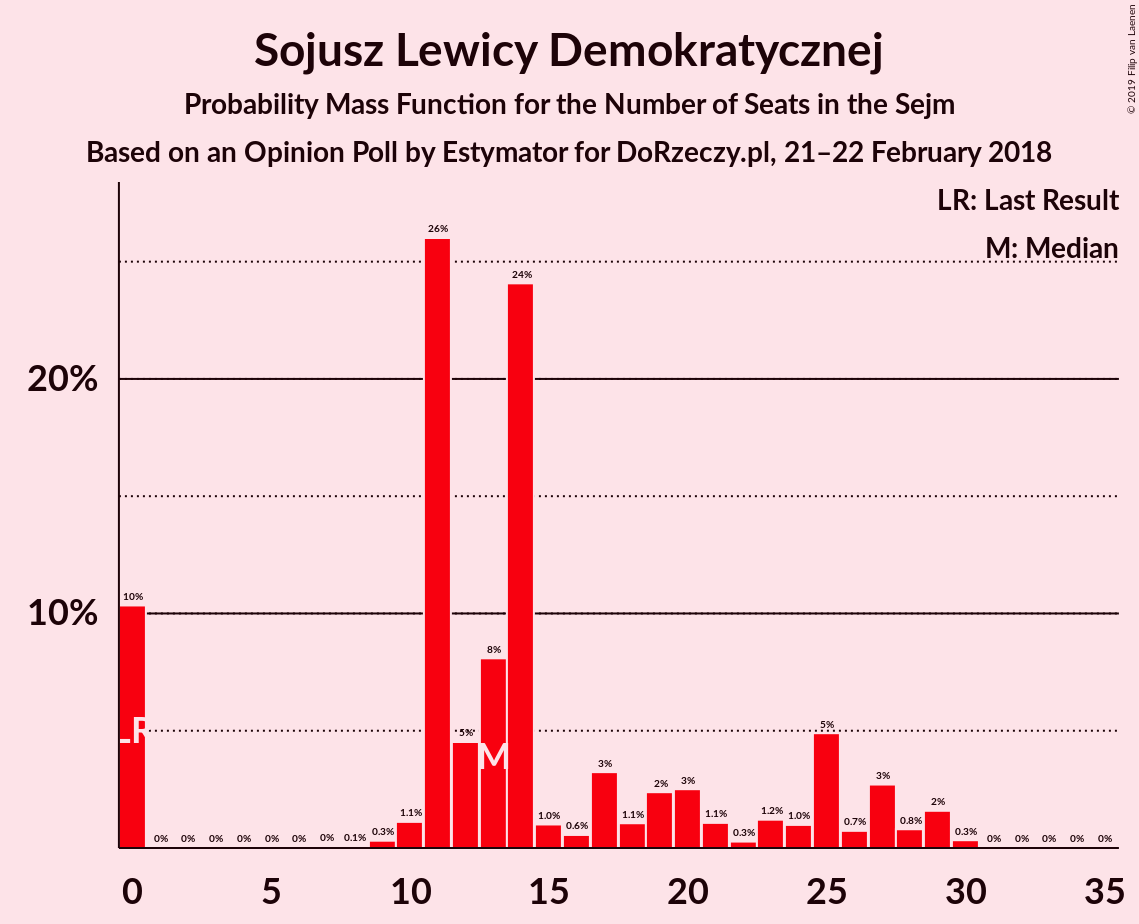 Sojusz Lewicy Demokratycznej
Probability Mass Function for the Number of Seats in the Sejm
Based on an Opinion Poll by Estymator for DoRzeczy.pl, 21–22 February 2018
© 2019 Filip van Laenen
LR: Last Result
M: Median
26%
24%
20%
10%
10%
8%
5%
5%
LR
M
3%
3%
2%
3%
2%
0% 0% 0% 0% 0% 0% 0% 0.1% 0.3% 1.1% 1.0% 0.6% 1.1% 1.1% 0.3% 1.2% 1.0% 0.7% 0.8% 0.3% 0% 0% 0% 0% 0%
0 5 10 15 20 25 30 35